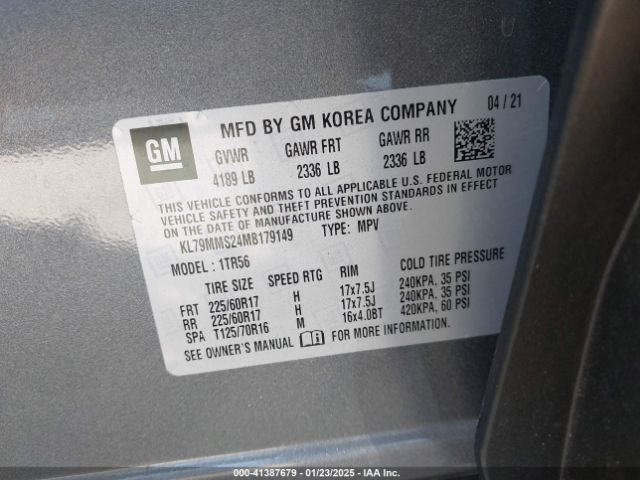 GM
MFD BY GM KOREA COMPANY 04 / 21
GVWR GAWR FRT GAWR RR
4189 LB 2336 LB 2336 LB
THIS VEHICLE CONFORMS TO ALL APPLICABLE U.S. FEDERAL MOTOR
VEHICLE SAFETY AND THEFT PREVENTION STANDARDS IN EFFECT
ON THE DATE OF MANUFACTURE SHOWN ABOVE.
KL79MMS24MB179149 TYPE: MPV
MODEL : 1TR56
TIRE SIZE SPEED RTG RIM COLD TIRE PRESSURE
FRT 225/60R17 H 17x7.5J 240KPA, 35 PSI
RR 225/60R17 H 17x7.5J 240KPA, 35 PSI
SPA T125/70R16 M 16x4.0BT 420KPA, 60 PSI
SEE OWNER'S MANUAL FOR MORE INFORMATION.
000-41387679 — 01/23/2025 — IAA Inc.